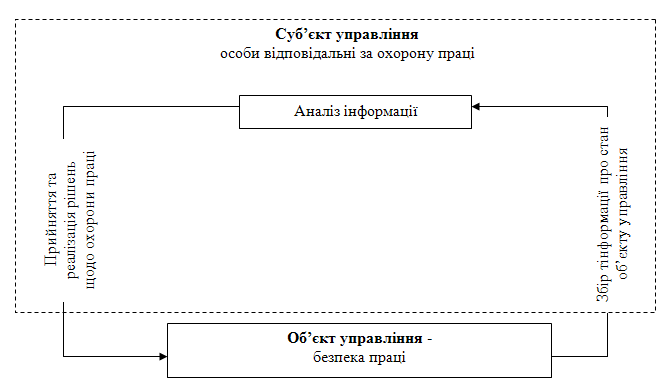 Суб’єкт управління
особи відповідальні за охорону праці
Аналіз інформації
Прийняття та
реалізація рішень
щодо охорони праці
Збір тінформації про стан
об’єкту управління
Об’єкт управління -
безпека праці